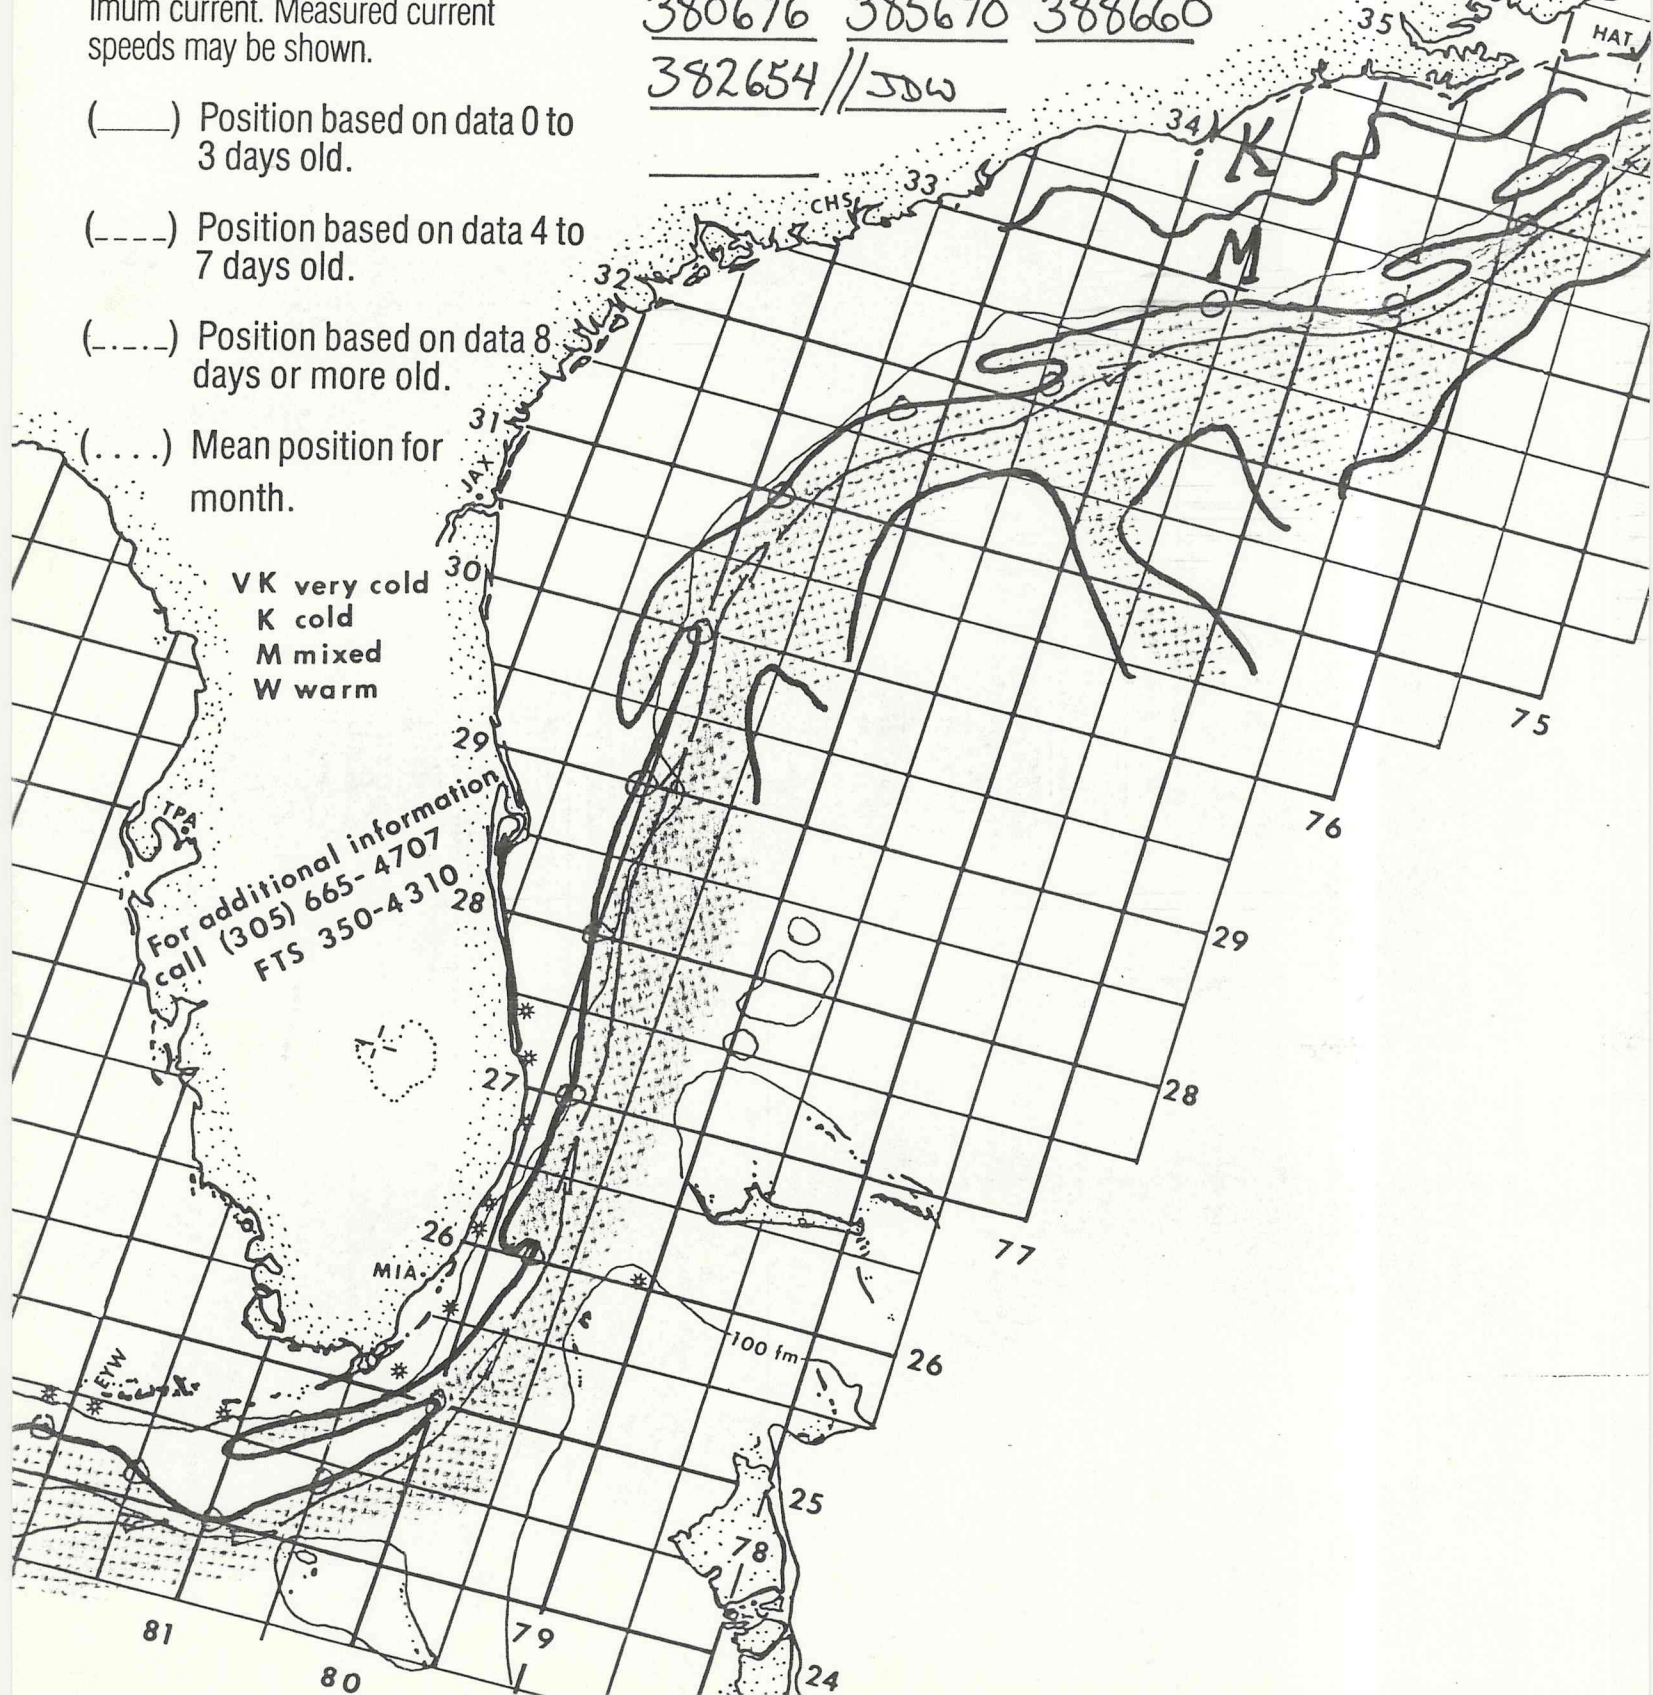 imum current. Measured current
speeds may be shown.
380676 385670 388660
382654//JDW
(____) Position based on data 0 to
3 days old.
(_ _ _ _) Position based on data 4 to
7 days old.
(_._._._) Position based on data 8
days or more old.
(. . . .) Mean position for
month.
VK very cold
K cold
M mixed
W warm
For additional information
call (305) 665-4707
FTS 350-4310
HAT
35
34
K
33
CHS
M
32
31
JAX
30
29
TPA
28
27
26
MIA
EYW
100 fm
75
76
29
28
77
26
25
78
24
81
80
79